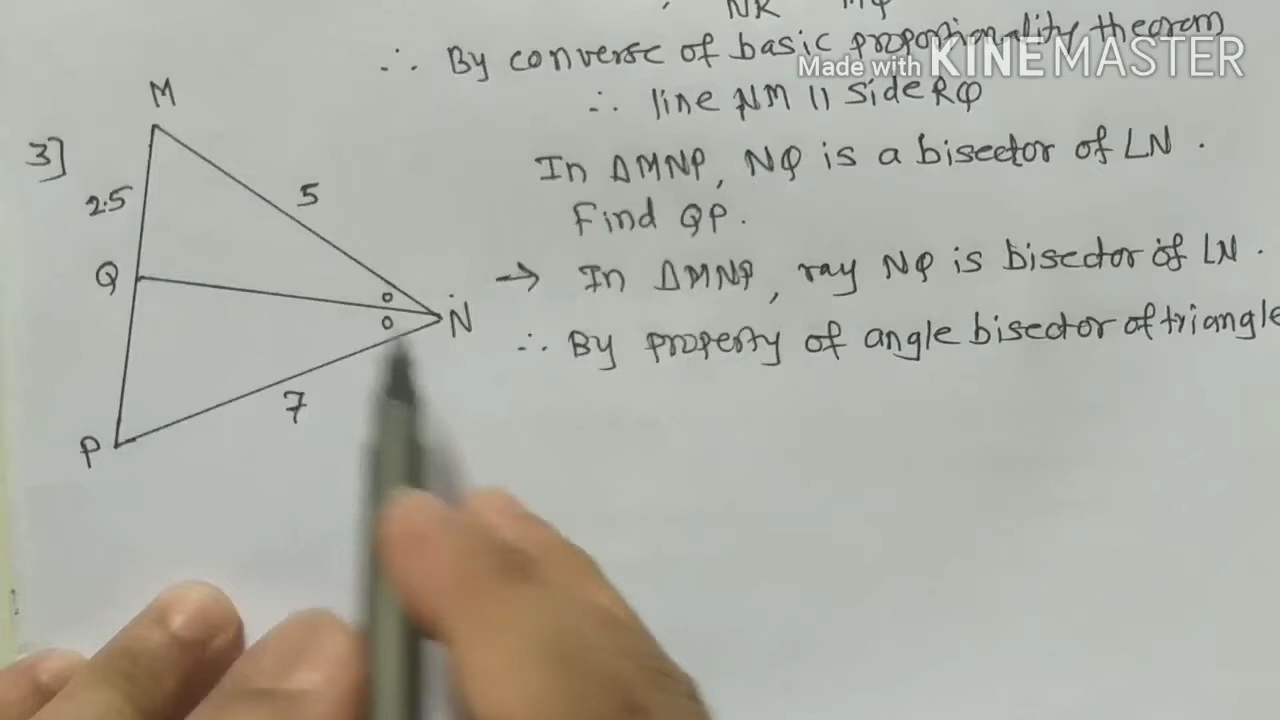 NK MQ
∴ By converse of basic proportionality theorem
Made with KINEMASTER
∴ line NM || side RQ
M
3]
In ΔMNP, NQ is a bisector of ∠N .
2.5
5
Find QP.
Q
→ In ΔMNP, ray NQ is bisector of ∠N .
N
∴ By property of angle bisector of triangle
7
P